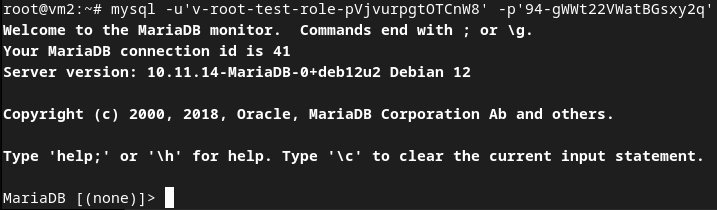 root@vm2:~# mysql -u'v-root-test-role-pVjvurpgtOTCnW8' -p'94-gWWt22VWatBGsxy2q'
Welcome to the MariaDB monitor.  Commands end with ; or \g.
Your MariaDB connection id is 41
Server version: 10.11.14-MariaDB-0+deb12u2 Debian 12

Copyright (c) 2000, 2018, Oracle, MariaDB Corporation Ab and others.

Type 'help;' or '\h' for help. Type '\c' to clear the current input statement.

MariaDB [(none)]>